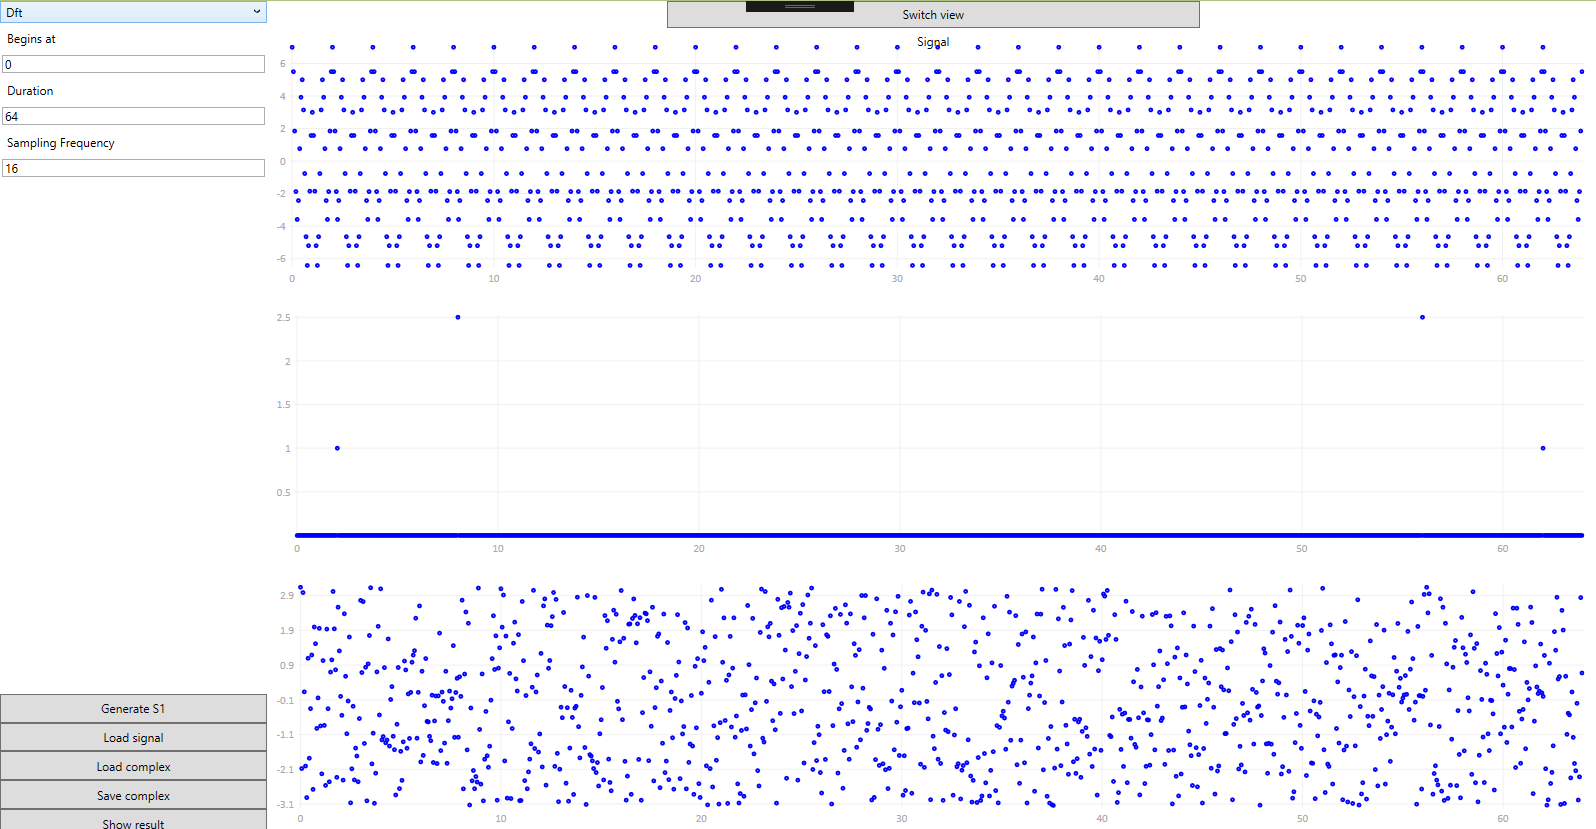 Dft
Begins at
0
Duration
64
Sampling Frequency
16
Generate S1
Load signal
Load complex
Save complex
Show result
Switch view
Signal
6
4
2
0
-2
-4
-6
0 10 20 30 40 50 60
2.5
2
1.5
1
0.5
0 10 20 30 40 50 60
2.9
1.9
0.9
-0.1
-1.1
-2.1
-3.1
0 10 20 30 40 50 60